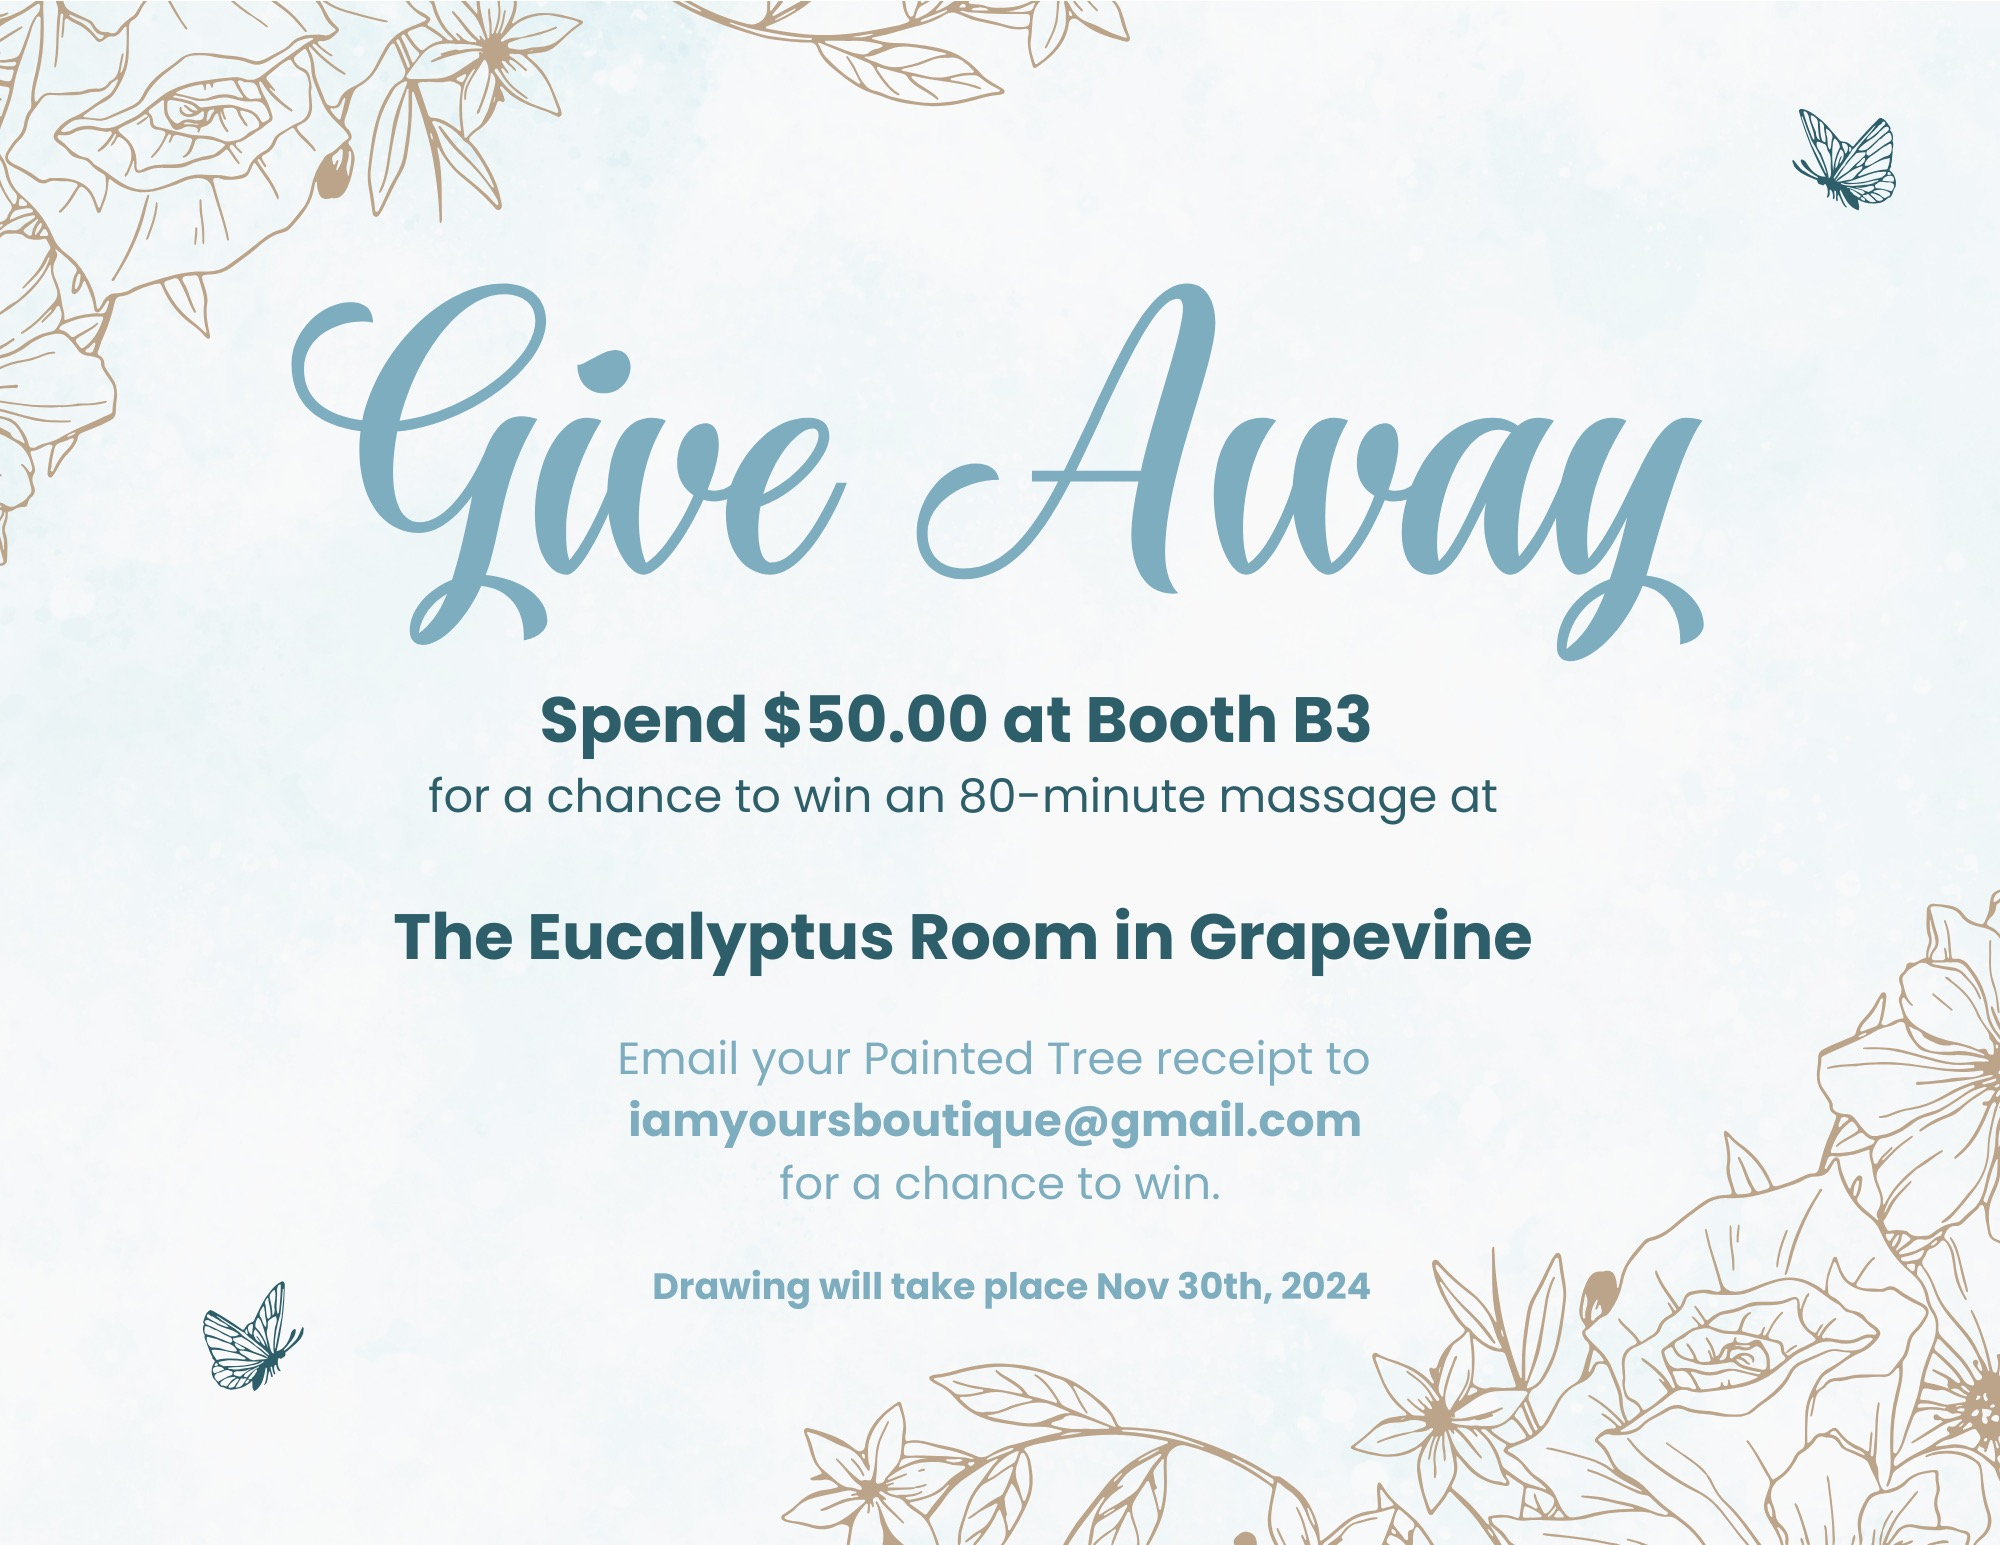 Give Away
Spend $50.00 at Booth B3
for a chance to win an 80-minute massage at
The Eucalyptus Room in Grapevine
Email your Painted Tree receipt to
iamyoursboutique@gmail.com
for a chance to win.
Drawing will take place Nov 30th, 2024